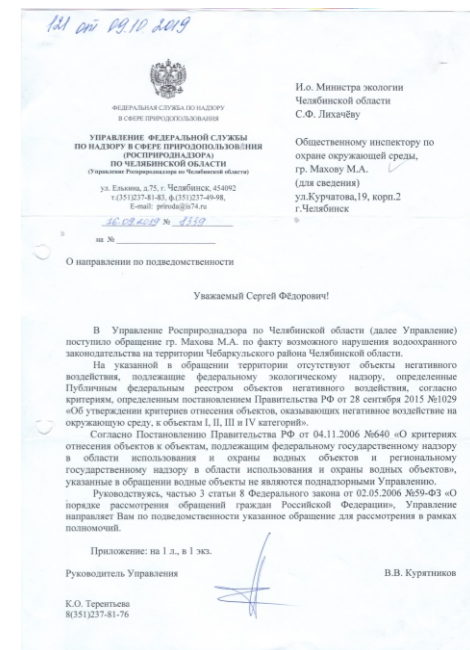 121 от 09.10.2019
ФЕДЕРАЛЬНАЯ СЛУЖБА ПО НАДЗОРУ
В СФЕРЕ ПРИРОДОПОЛЬЗОВАНИЯ
УПРАВЛЕНИЕ ФЕДЕРАЛЬНОЙ СЛУЖБЫ
ПО НАДЗОРУ В СФЕРЕ ПРИРОДОПОЛЬЗОВАНИЯ
(РОСПРИРОДНАДЗОРА)
ПО ЧЕЛЯБИНСКОЙ ОБЛАСТИ
(Управление Росприроднадзора по Челябинской области)
ул. Елькина, д.75, г. Челябинск, 454092
т.(351)237-81-83, ф.(351)237-49-98,
E-mail: priroda@is74.ru
16.09.2019 № 8339
на №
И.о. Министра экологии
Челябинской области
С.Ф. Лихачёву
Общественному инспектору по
охране окружающей среды,
гр. Махову М.А.
(для сведения)
ул.Курчатова,19, корп.2
г.Челябинск
О направлении по подведомственности
Уважаемый Сергей Фёдорович!
В Управление Росприроднадзора по Челябинской области (далее Управление)
поступило обращение гр. Махова М.А. по факту возможного нарушения водоохранного
законодательства на территории Чебаркульского района Челябинской области.
На указанной в обращении территории отсутствуют объекты негативного
воздействия, подлежащие федеральному экологическому надзору, определенные
Публичным федеральным реестром объектов негативного воздействия, согласно
критериям, определенным постановлением Правительства РФ от 28 сентября 2015 №1029
«Об утверждении критериев отнесения объектов, оказывающих негативное воздействие на
окружающую среду, к объектам I, II, III и IV категорий».
Согласно Постановлению Правительства РФ от 04.11.2006 №640 «О критериях
отнесения объектов к объектам, подлежащим федеральному государственному надзору
в области использования и охраны водных объектов и региональному
государственному надзору в области использования и охраны водных объектов»,
указанные в обращении водные объекты не являются поднадзорными Управлению.
Руководствуясь, частью 3 статьи 8 Федерального закона от 02.05.2006 №59-ФЗ «О
порядке рассмотрения обращений граждан Российской Федерации», Управление
направляет Вам по подведомственности указанное обращение для рассмотрения в рамках
полномочий.
Приложение: на 1 л., в 1 экз.
Руководитель Управления В.В. Курятников
К.О. Терентьева
8(351)237-81-76